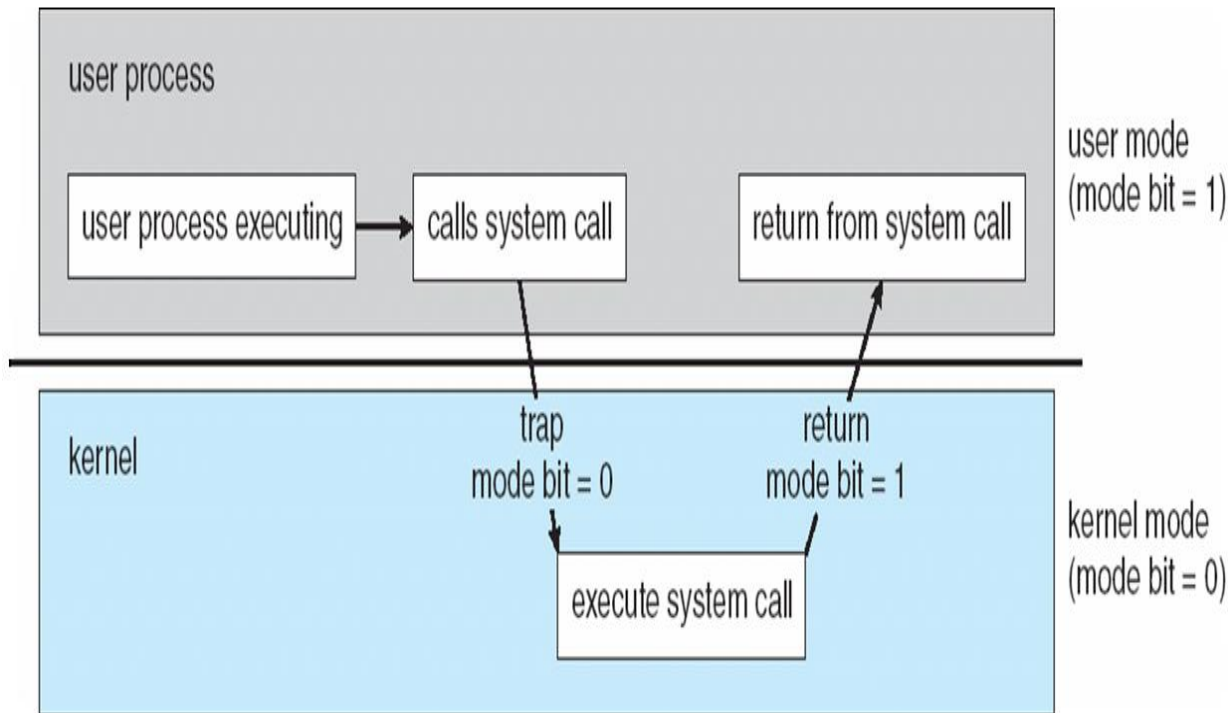 user process
user process executing
calls system call
return from system call
user mode
(mode bit = 1)
kernel
trap
mode bit = 0
return
mode bit = 1
execute system call
kernel mode
(mode bit = 0)